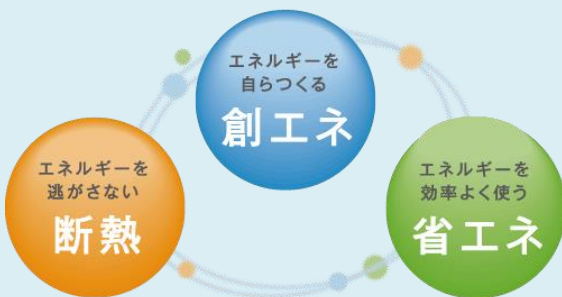 エネルギーを
自らつくる
創エネ
エネルギーを
逃がさない
断熱
エネルギーを
効率よく使う
省エネ